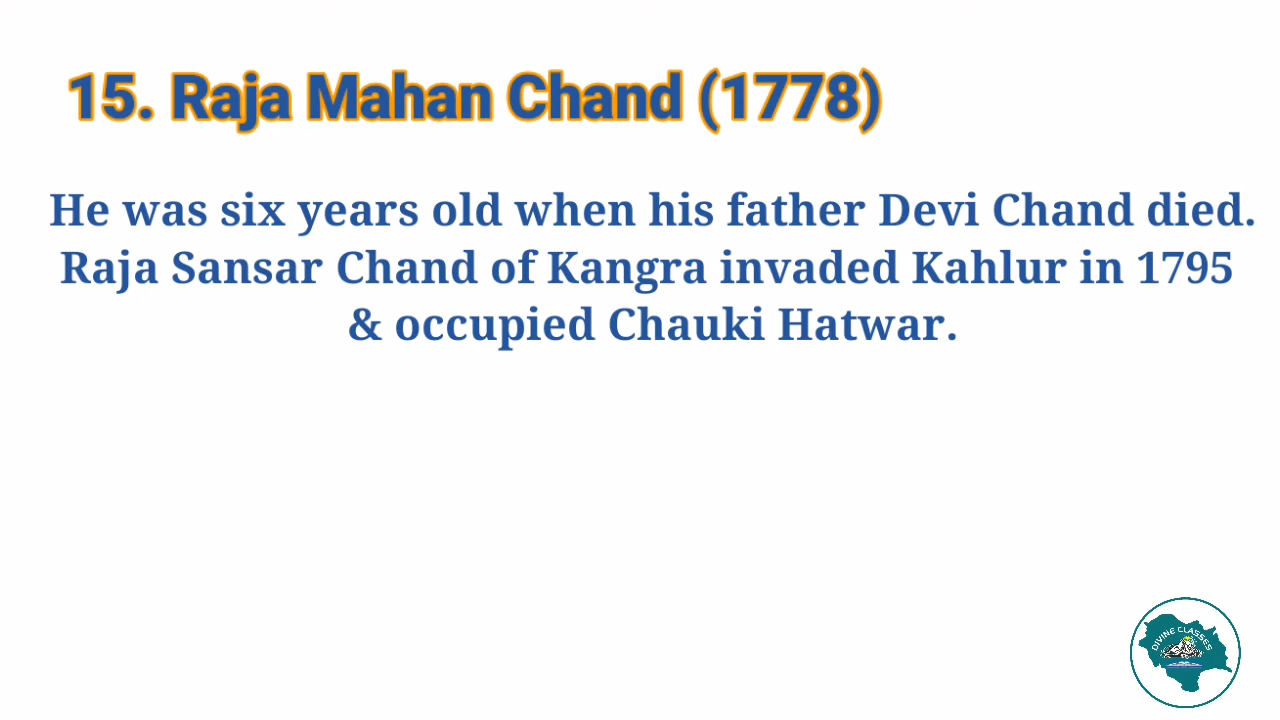 15. Raja Mahan Chand (1778)
He was six years old when his father Devi Chand died.
Raja Sansar Chand of Kangra invaded Kahlur in 1795
& occupied Chauki Hatwar.
DIVINE CLASSES